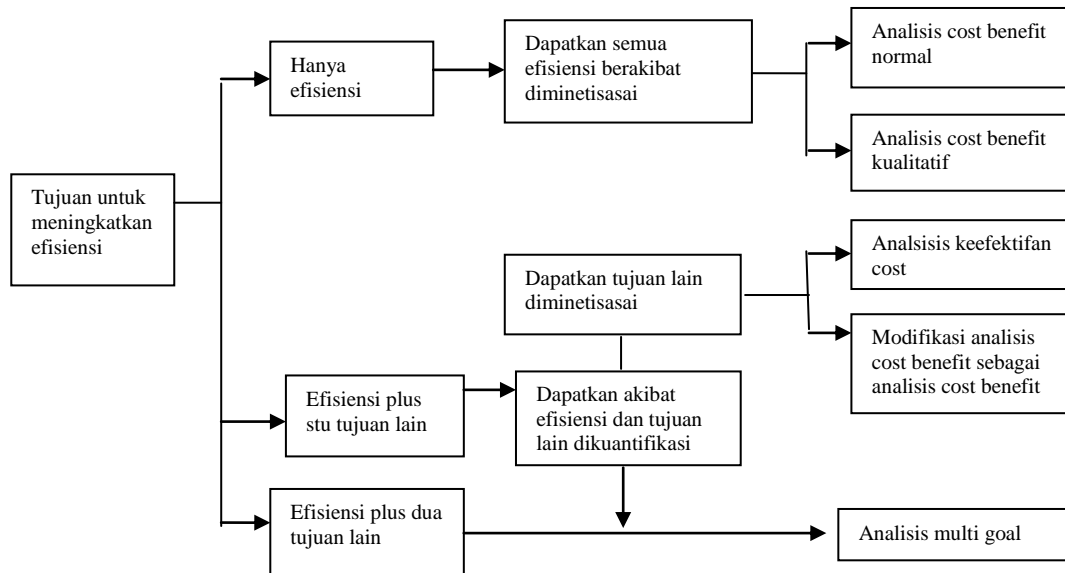 Tujuan untuk
meningkatkan
efisiensi
Hanya
efisiensi
Dapatkan semua
efisiensi berakibat
diminetisasai
Analisis cost benefit
normal
Analisis cost benefit
kualitatif
Dapatkan tujuan lain
diminetisasai
Analsisis keefektifan
cost
Modifikasi analisis
cost benefit sebagai
analisis cost benefit
Efisiensi plus
stu tujuan lain
Dapatkan akibat
efisiensi dan tujuan
lain dikuantifikasi
Efisiensi plus dua
tujuan lain
Analisis multi goal